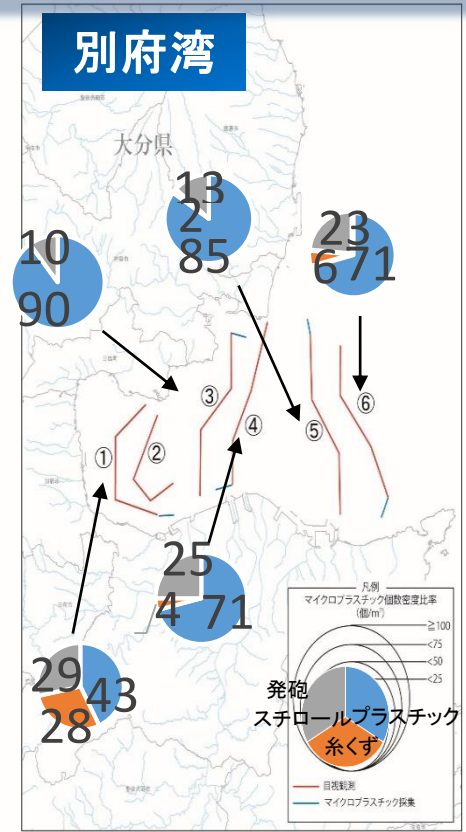 別府湾
大分県
13
2
85
23
6 71
10
90
③
⑥
④
⑤
①
②
25
4 71
29
43
28
凡例
マイクロプラスチック個数密度比率
(個/m³)
≧100
<75
<50
<25
発砲
スチロール プラスチック
糸くず
目視観測
マイクロプラスチック採集